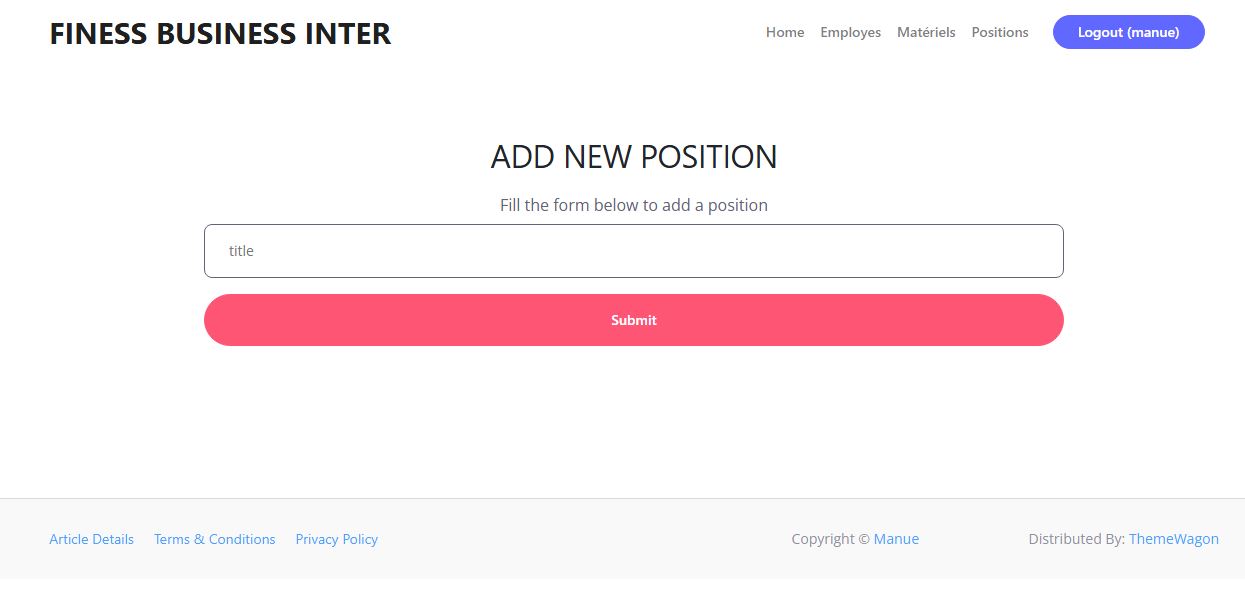 FINESS BUSINESS INTER
Home Employes Matériels Positions Logout (manue)
ADD NEW POSITION
Fill the form below to add a position
title
Submit
Article Details Terms & Conditions Privacy Policy Copyright © Manue Distributed By: ThemeWagon